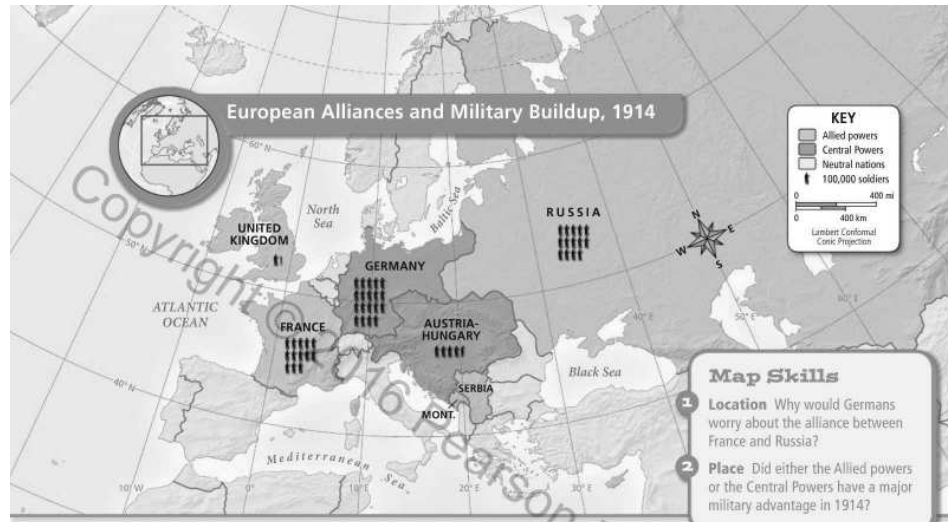 European Alliances and Military Buildup, 1914
KEY
Allied powers
Central Powers
Neutral nations
100,000 soldiers
0 400 mi
0 400 km
Lambert Conformal
Conic Projection
N
E
S
W
60°N
50°N
40°N
10°W
0°
10°E
20°E
30°E
40°E
50°E
60°E
North
Sea
Baltic Sea
RUSSIA
UNITED
KINGDOM
GERMANY
ATLANTIC
OCEAN
FRANCE
AUSTRIA-
HUNGARY
SERBIA
MONT.
Black Sea
Mediterranean
Sea
Copyright © 2016 Pearson
Map Skills
1 Location Why would Germans
worry about the alliance between
France and Russia?
2 Place Did either the Allied powers
or the Central Powers have a major
military advantage in 1914?